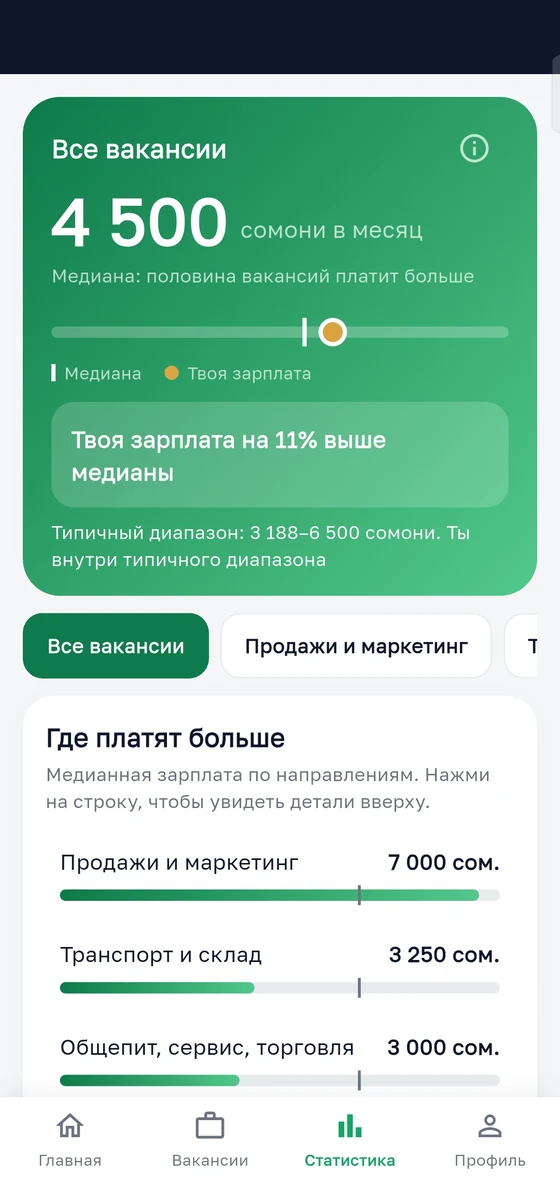 Все вакансии
4 500 сомони в месяц
Медиана: половина вакансий платит больше
Медиана Твоя зарплата
Твоя зарплата на 11% выше
медианы
Типичный диапазон: 3 188–6 500 сомони. Ты
внутри типичного диапазона
Все вакансии Продажи и маркетинг Т
Где платят больше
Медианная зарплата по направлениям. Нажми
на строку, чтобы увидеть детали вверху.
Продажи и маркетинг 7 000 сом.
Транспорт и склад 3 250 сом.
Общепит, сервис, торговля 3 000 сом.
Главная Вакансии Статистика Профиль